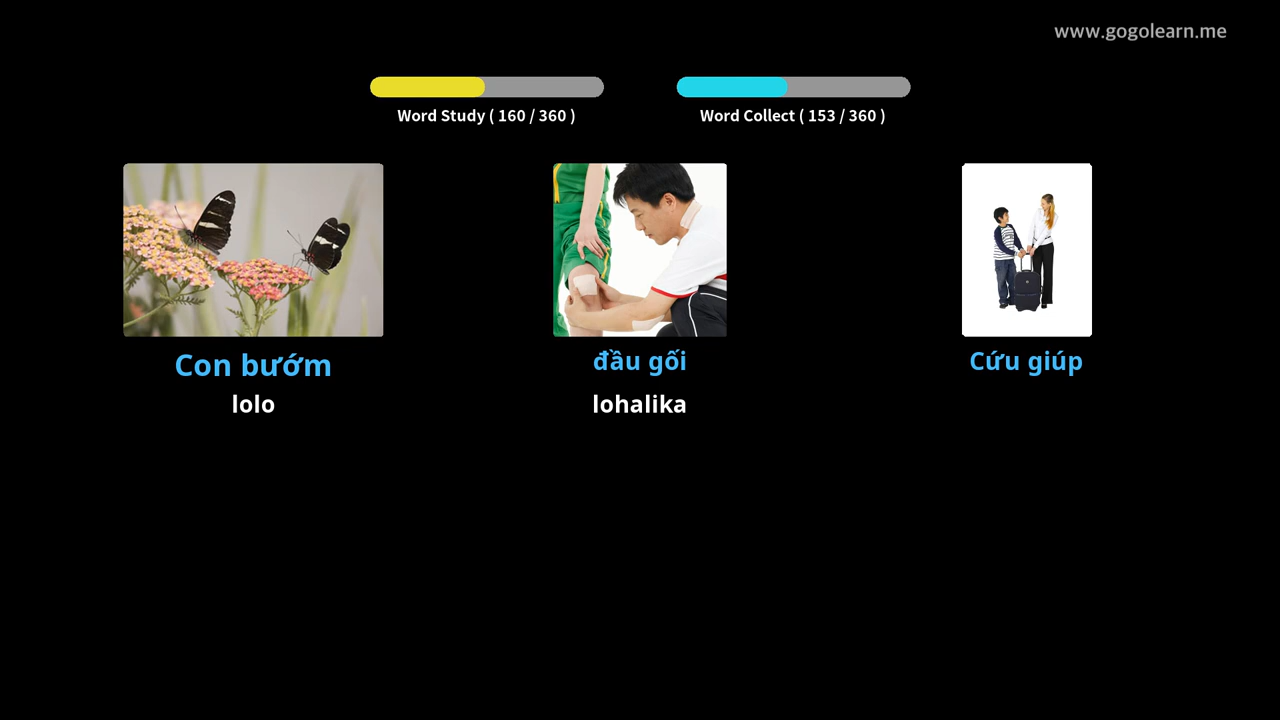 www.gogolearn.me
Word Study ( 160 / 360 )
Word Collect ( 153 / 360 )
Con bướm
lolo
đầu gối
lohalika
Cứu giúp